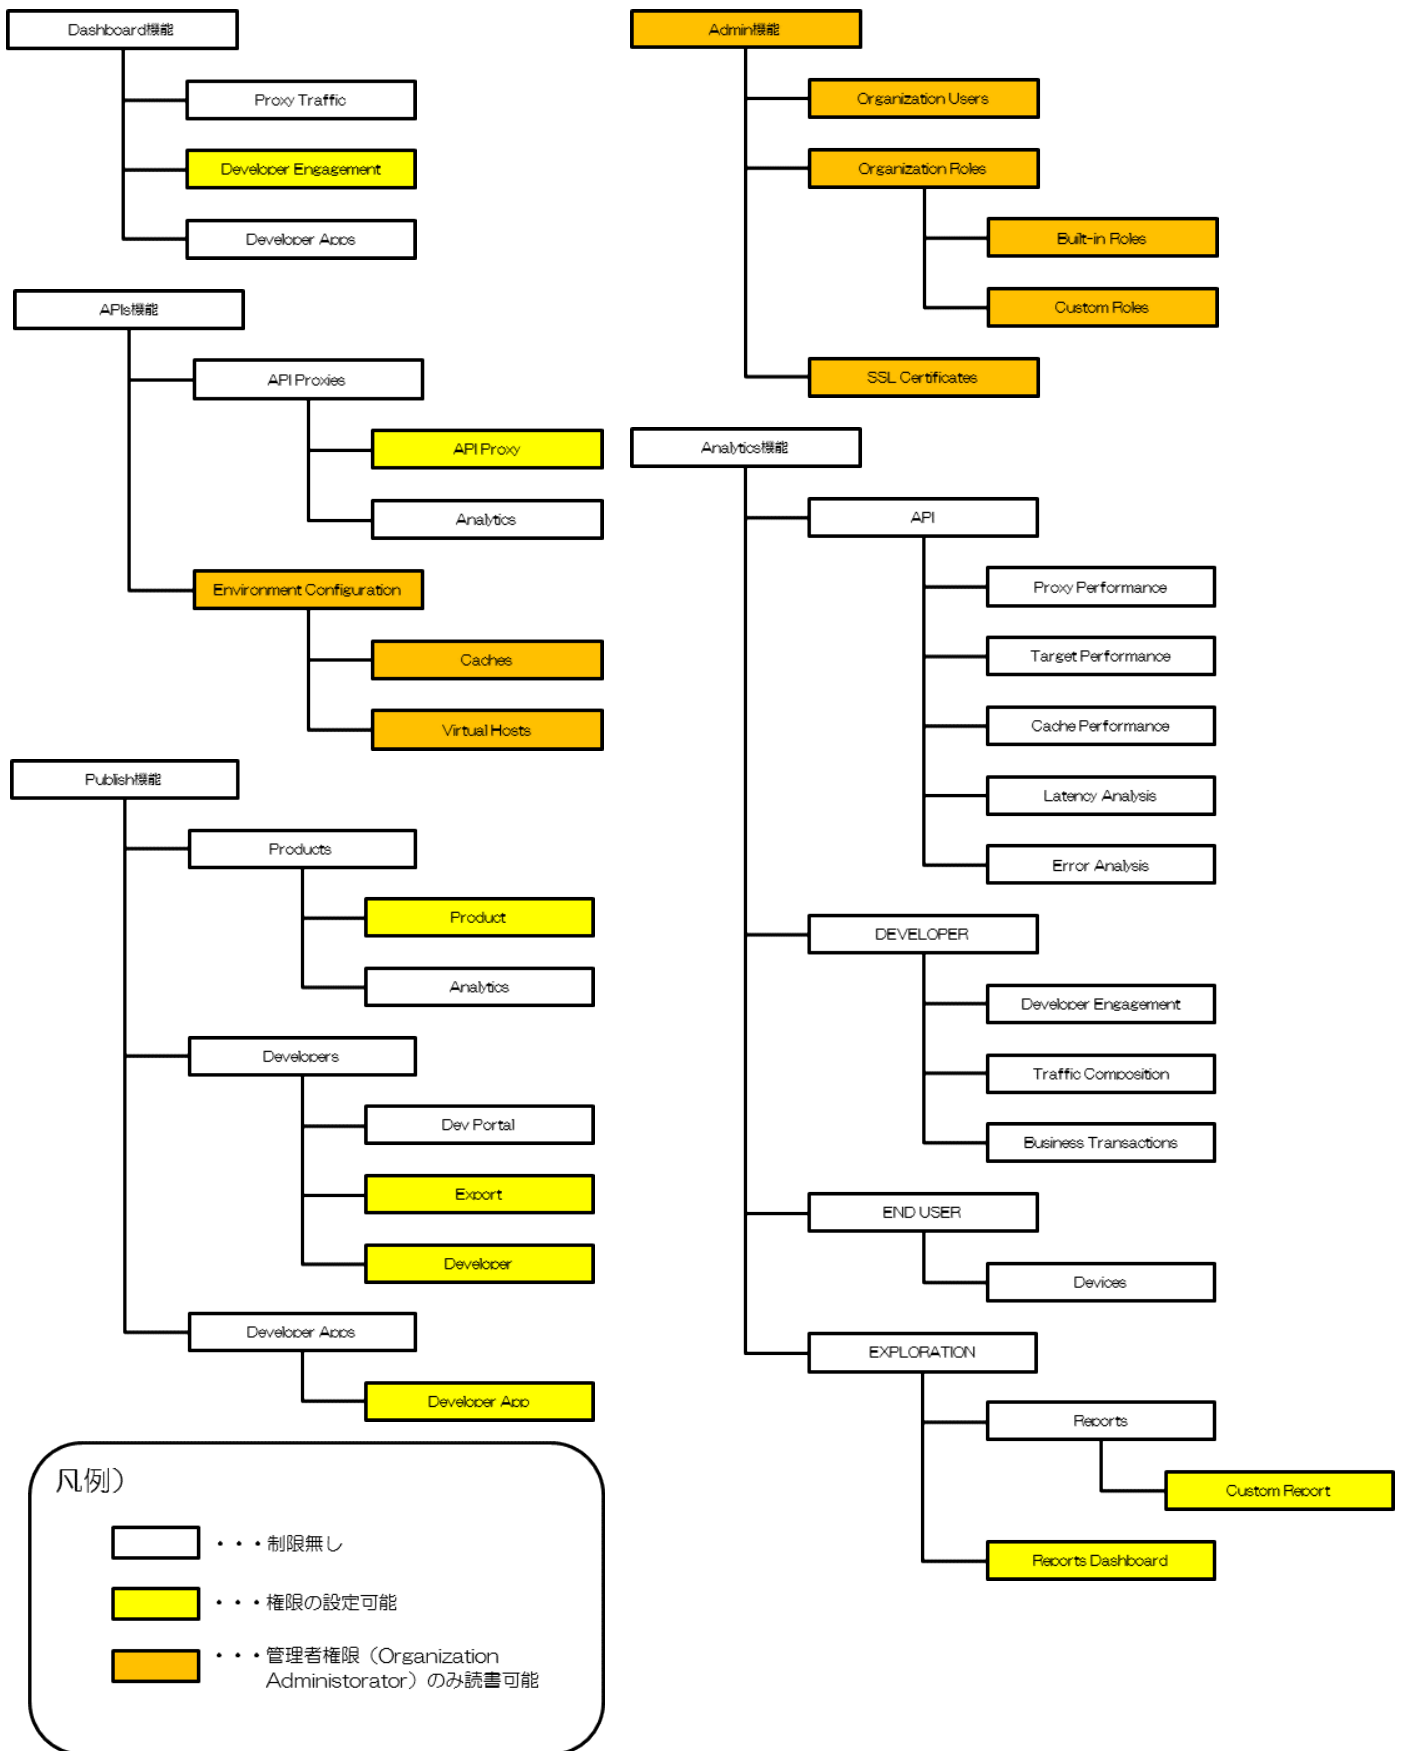 Dashboard機能
Proxy Traffic
Developer Engagement
Developer Apps
APIs機能
API Proxies
API Proxy
Analytics
Environment Configuration
Caches
Virtual Hosts
Publish機能
Products
Product
Analytics
Developers
Dev Portal
Export
Developer
Developer Apps
Developer App
Admin機能
Organization Users
Organization Roles
Built-in Roles
Custom Roles
SSL Certificates
Analytics機能
API
Proxy Performance
Target Performance
Cache Performance
Latency Analysis
Error Analysis
DEVELOPER
Developer Engagement
Traffic Composition
Business Transactions
END USER
Devices
EXPLORATION
Reports
Custom Report
Reports Dashboard
凡例）
・・・制限無し
・・・権限の設定可能
・・・管理者権限（Organization
Administorator）のみ読書可能